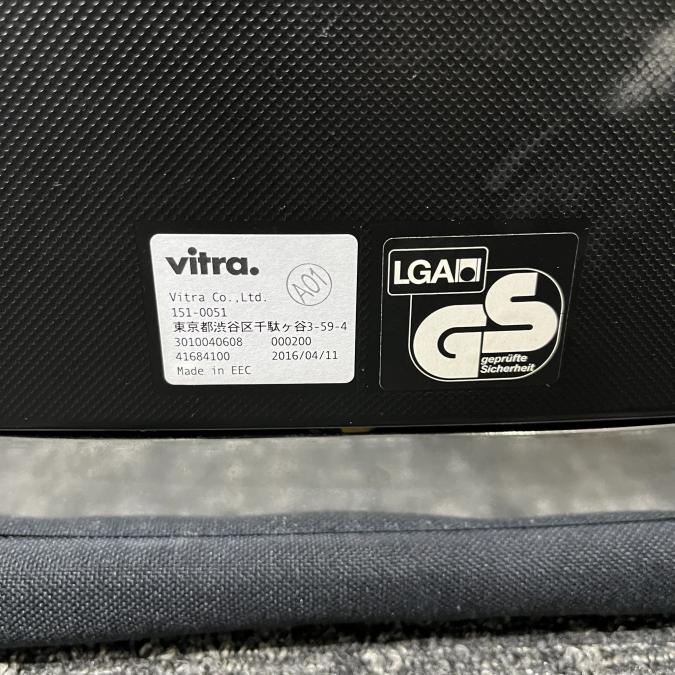 vitra.
A01
Vitra Co.,Ltd.
151-0051
東京都渋谷区千駄ヶ谷3-59-4
3010040608 000200
41684100 2016/04/11
Made in EEC
LGA
GS
geprüfte
Sicherheit